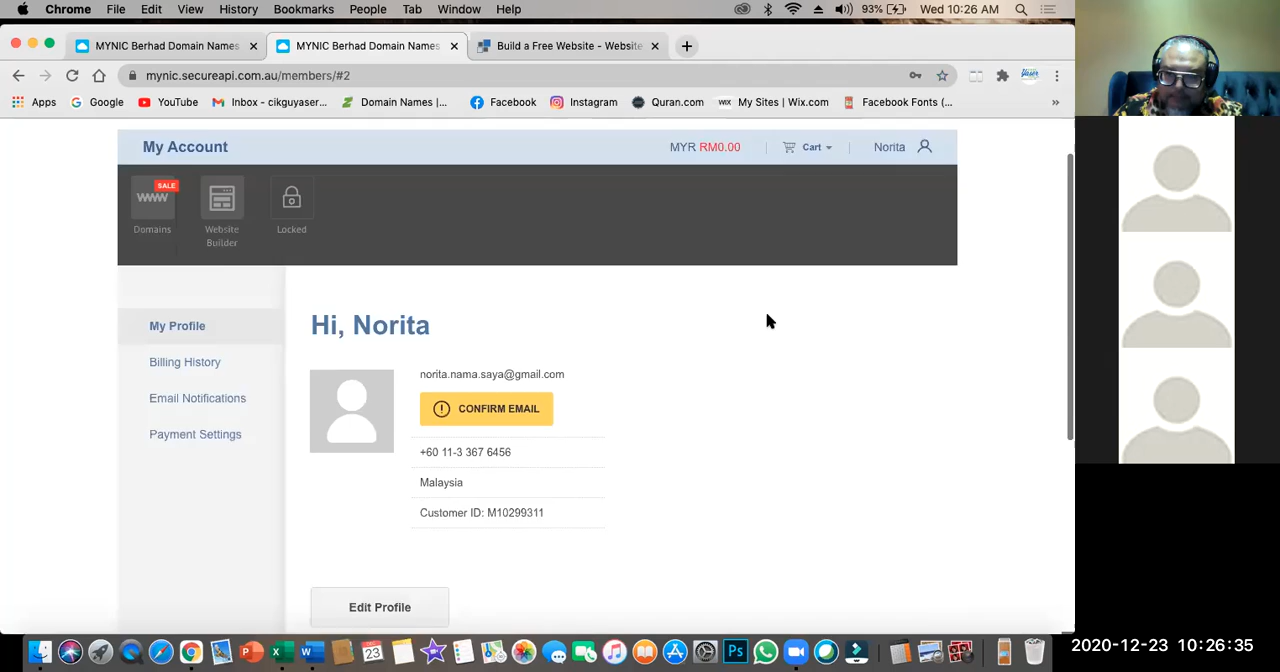 Chrome File Edit View History Bookmarks People Tab Window Help 93% Wed 10:26 AM
MYNIC Berhad Domain Names MYNIC Berhad Domain Names Build a Free Website - Website
mynic.secureapi.com.au/members/#2
Apps Google YouTube Inbox - cikguyaser... Domain Names |... Facebook Instagram Quran.com WIX My Sites | Wix.com Facebook Fonts (... »
My Account MYR RM0.00 Cart Norita
SALE
WWW
Domains Website Builder Locked
Hi, Norita
My Profile
Billing History
Email Notifications
Payment Settings
norita.nama.saya@gmail.com
CONFIRM EMAIL
+60 11-3 367 6456
Malaysia
Customer ID: M10299311
Edit Profile
23
Ps
2020-12-23 10:26:35